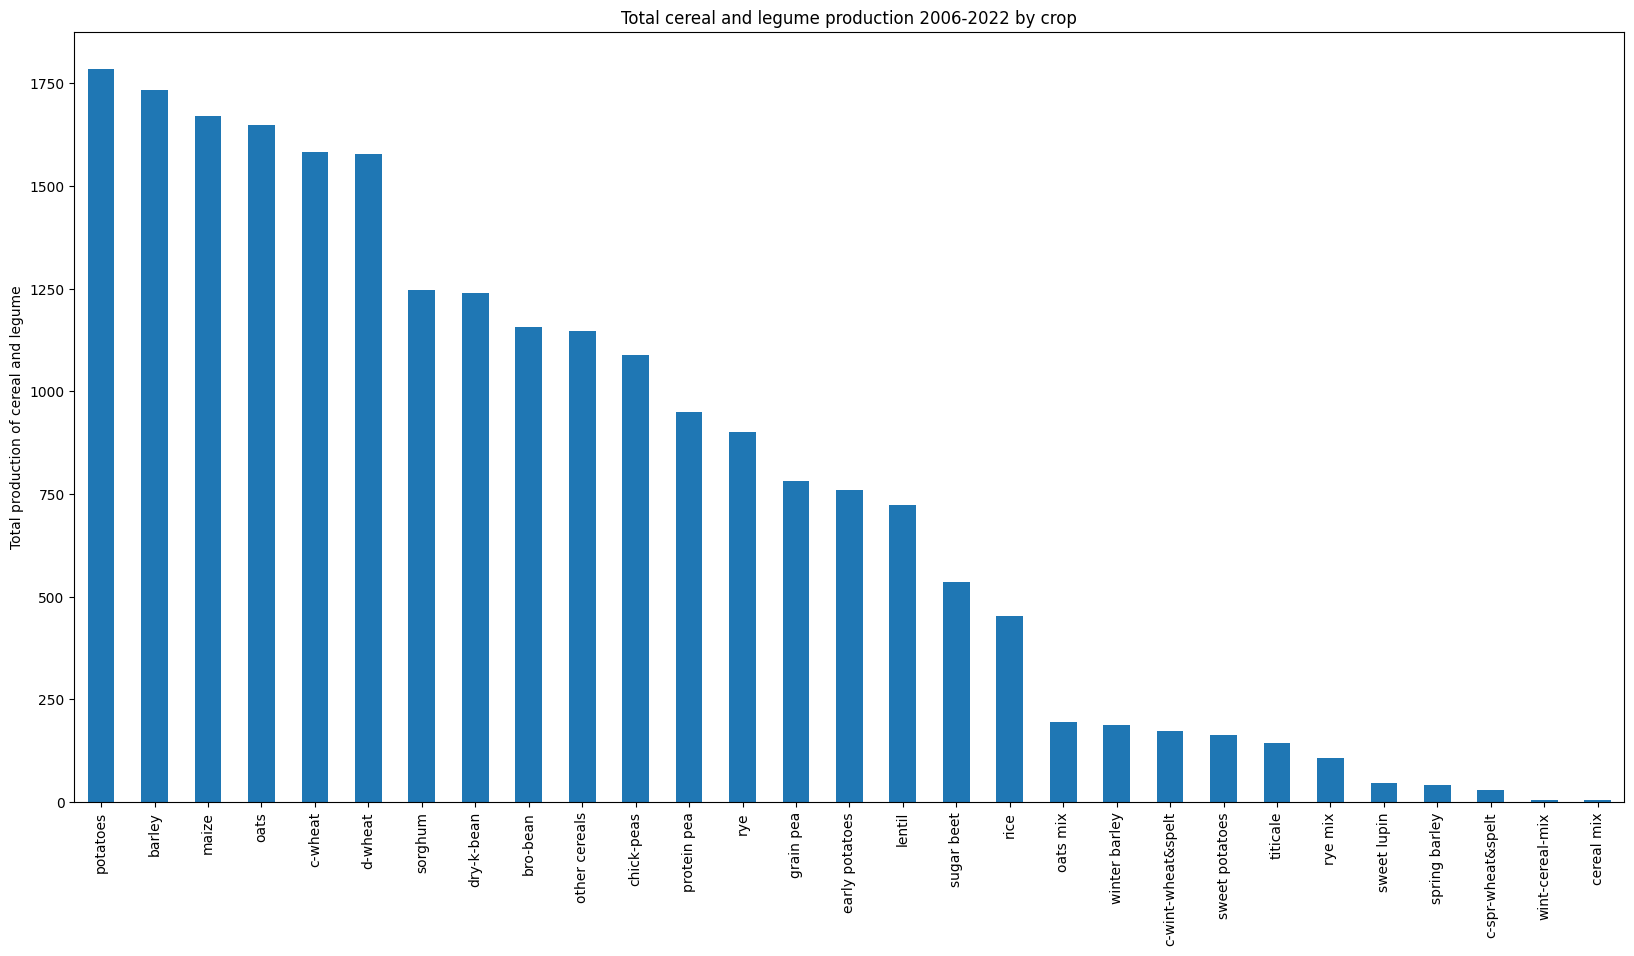 Total cereal and legume production 2006-2022 by crop
Total production of cereal and legume
1750
1500
1250
1000
750
500
250
0
potatoes
barley
maize
oats
c-wheat
d-wheat
sorghum
dry-k-bean
bro-bean
other cereals
chick-peas
protein pea
rye
grain pea
early potatoes
lentil
sugar beet
rice
oats mix
winter barley
c-wint-wheat&spelt
sweet potatoes
titicale
rye mix
sweet lupin
spring barley
c-spr-wheat&spelt
wint-cereal-mix
cereal mix